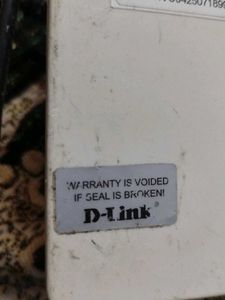 WARRANTY IS VOIDED
IF SEAL IS BROKEN!
D-Link®